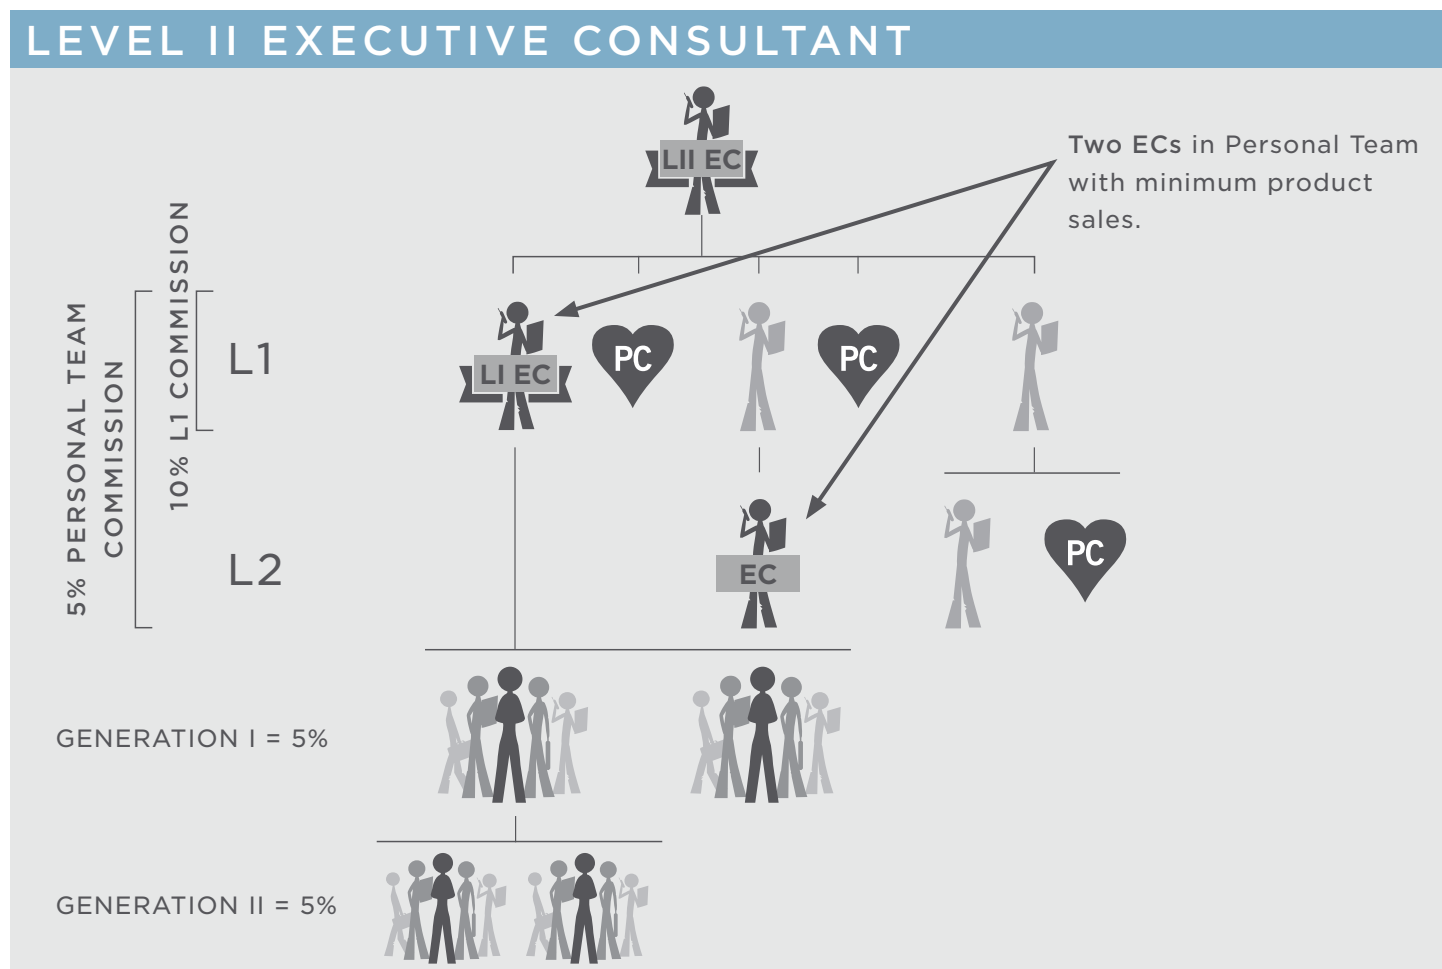 LEVEL II EXECUTIVE CONSULTANT
LII EC
Two ECs in Personal Team
with minimum product
sales.
5% PERSONAL TEAM
COMMISSION
10% L1 COMMISSION
L1
LI EC
PC
PC
L2
EC
PC
GENERATION I = 5%
GENERATION II = 5%